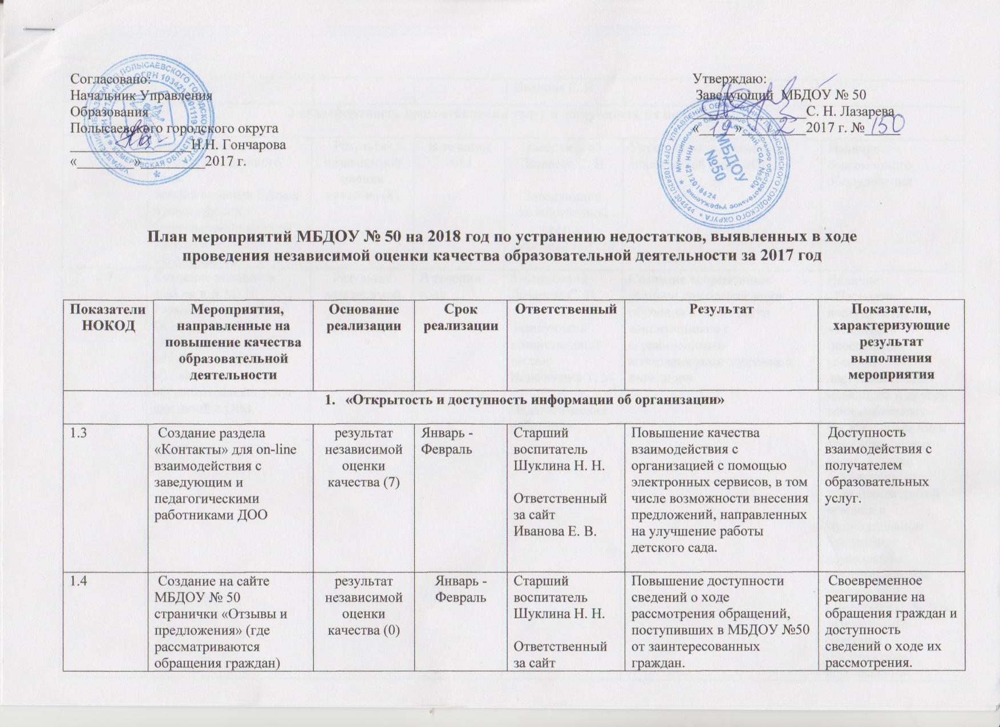 Согласовано:
Начальник Управления
Образования
Полысаевского городского округа
_________________Н.Н. Гончарова
«________»_________2017 г.
Утверждаю:
Заведующий МБДОУ № 50
________________С. Н. Лазарева
« 19 » 12 2017 г. № 150
МБДОУ
№50
ИНН 4212018624
План мероприятий МБДОУ № 50 на 2018 год по устранению недостатков, выявленных в ходе
проведения независимой оценки качества образовательной деятельности за 2017 год
Показатели
НОКОД
Мероприятия,
направленные на
повышение качества
образовательной
деятельности
Основание
реализации
Срок
реализации
Ответственный
Результат
Показатели,
характеризующие
результат
выполнения
мероприятия
1. «Открытость и доступность информации об организации»
1.3
Создание раздела
«Контакты» для on-line
взаимодействия с
заведующим и
педагогическими
работниками ДОО
результат
независимой
оценки
качества (7)
Январь -
Февраль
Старший
воспитатель
Шуклина Н. Н.
Ответственный
за сайт
Иванова Е. В.
Повышение качества
взаимодействия с
организацией с помощью
электронных сервисов, в том
числе возможности внесения
предложений, направленных
на улучшение работы
детского сада.
Доступность
взаимодействия с
получателем
образовательных
услуг.
1.4
Создание на сайте
МБДОУ № 50
странички «Отзывы и
предложения» (где
рассматриваются
обращения граждан)
результат
независимой
оценки
качества (0)
Январь -
Февраль
Старший
воспитатель
Шуклина Н. Н.
Ответственный
за сайт
Повышение доступности
сведений о ходе
рассмотрения обращений,
поступивших в МБДОУ №50
от заинтересованных
граждан.
Своевременное
реагирование на
обращения граждан и
доступность
сведений о ходе их
рассмотрения.